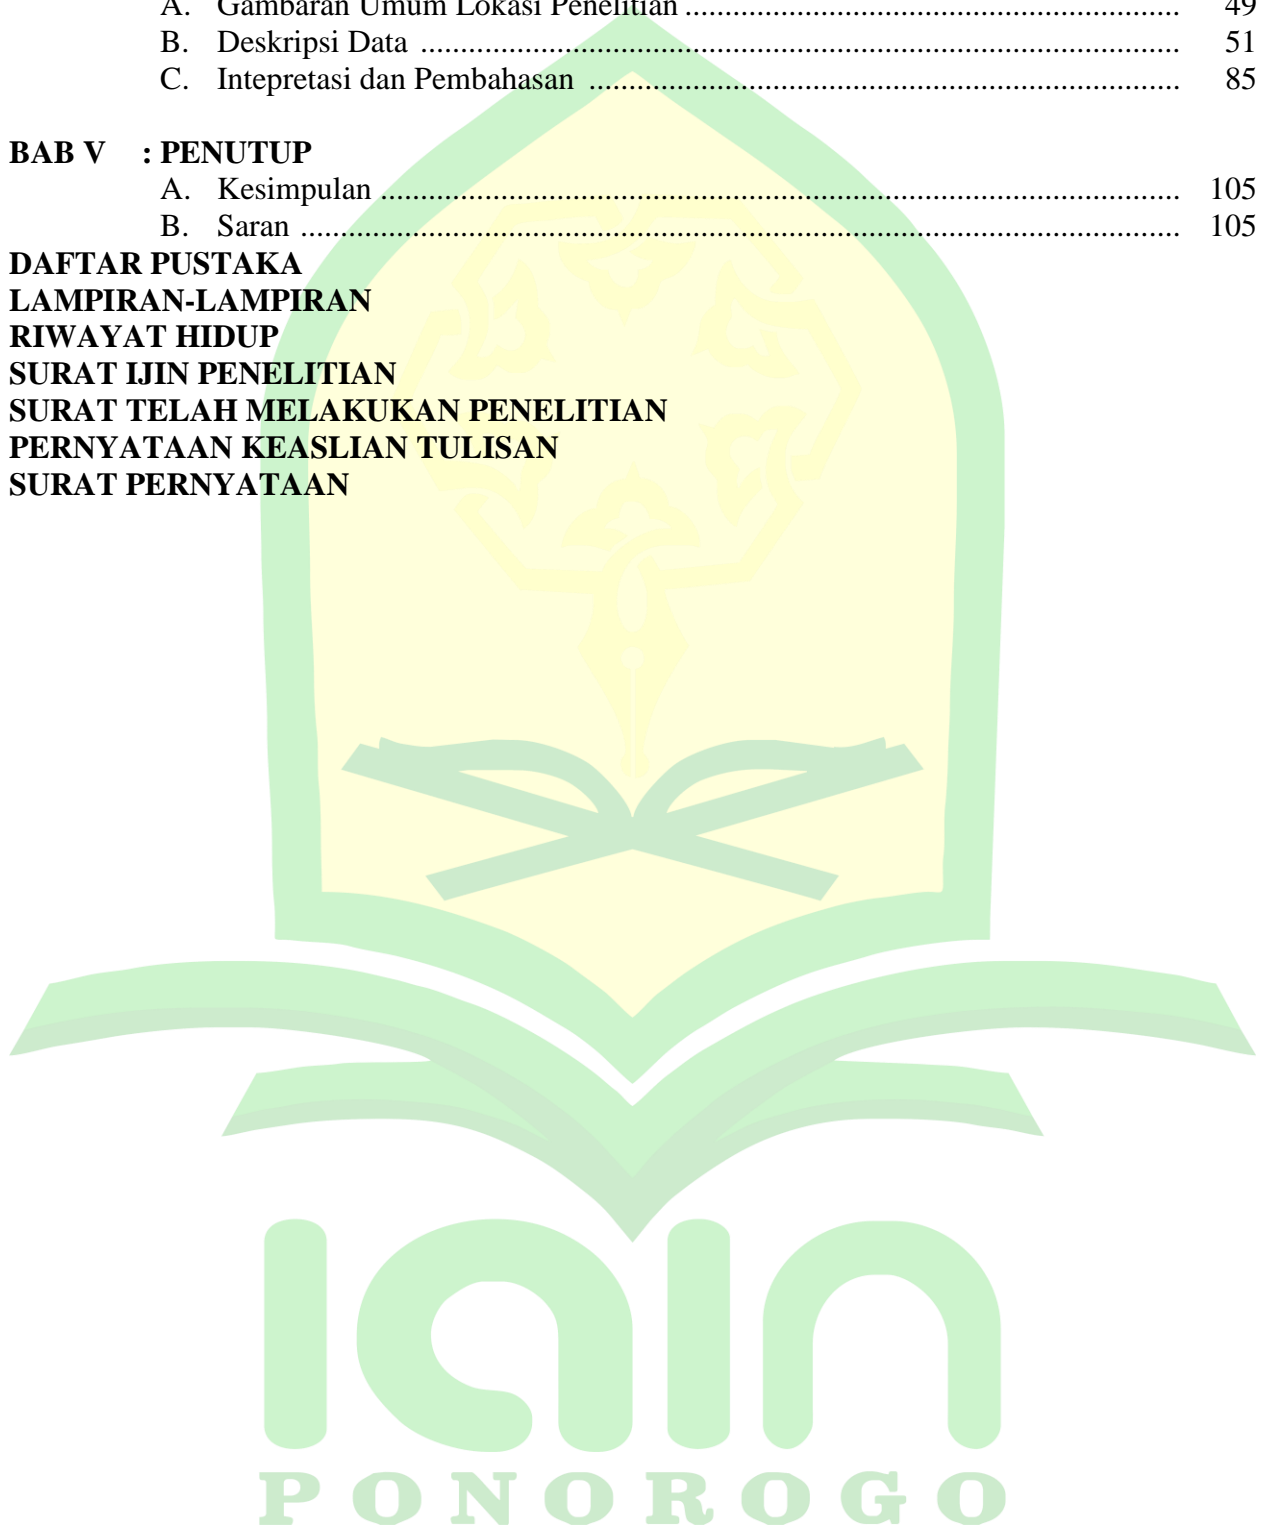 A. Gambaran Umum Lokasi Penelitian ............................................................. 49
B. Deskripsi Data ............................................................................................. 51
C. Intepretasi dan Pembahasan ........................................................................ 85
BAB V : PENUTUP
A. Kesimpulan .................................................................................................. 105
B. Saran ............................................................................................................ 105
DAFTAR PUSTAKA
LAMPIRAN-LAMPIRAN
RIWAYAT HIDUP
SURAT IJIN PENELITIAN
SURAT TELAH MELAKUKAN PENELITIAN
PERNYATAAN KEASLIAN TULISAN
SURAT PERNYATAAN
iain
PONOROGO